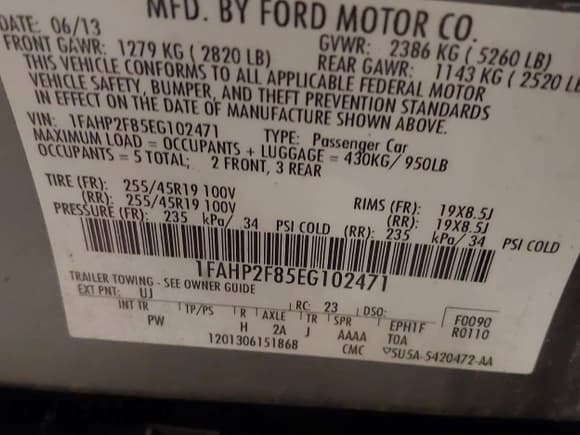 MFD. BY FORD MOTOR CO.
DATE: 06/13 GVWR: 2386 KG ( 5260 LB)
FRONT GAWR: 1279 KG ( 2820 LB) REAR GAWR: 1143 KG ( 2520 LB
THIS VEHICLE CONFORMS TO ALL APPLICABLE FEDERAL MOTOR
VEHICLE SAFETY, BUMPER, AND THEFT PREVENTION STANDARDS
IN EFFECT ON THE DATE OF MANUFACTURE SHOWN ABOVE.
VIN: 1FAHP2F85EG102471 TYPE: Passenger Car
MAXIMUM LOAD = OCCUPANTS + LUGGAGE = 430KG/ 950LB
OCCUPANTS = 5 TOTAL; 2 FRONT, 3 REAR
TIRE (FR): 255/45R19 100V RIMS (FR): 19X8.5J
(RR): 255/45R19 100V (RR): 19X8.5J
PRESSURE (FR): 235 kPa/ 34 PSI COLD (RR): 235 kPa/ 34 PSI COLD
1FAHP2F85EG102471
TRAILER TOWING - SEE OWNER GUIDE
EXT PNT: UJ RC: 23 DSO: F0090
INT TR TP/PS R AXLE TR SPR EPH1F R0110
PW H 2A J AAAA TOA
1201306151868 CMC 5U5A-5420472-AA